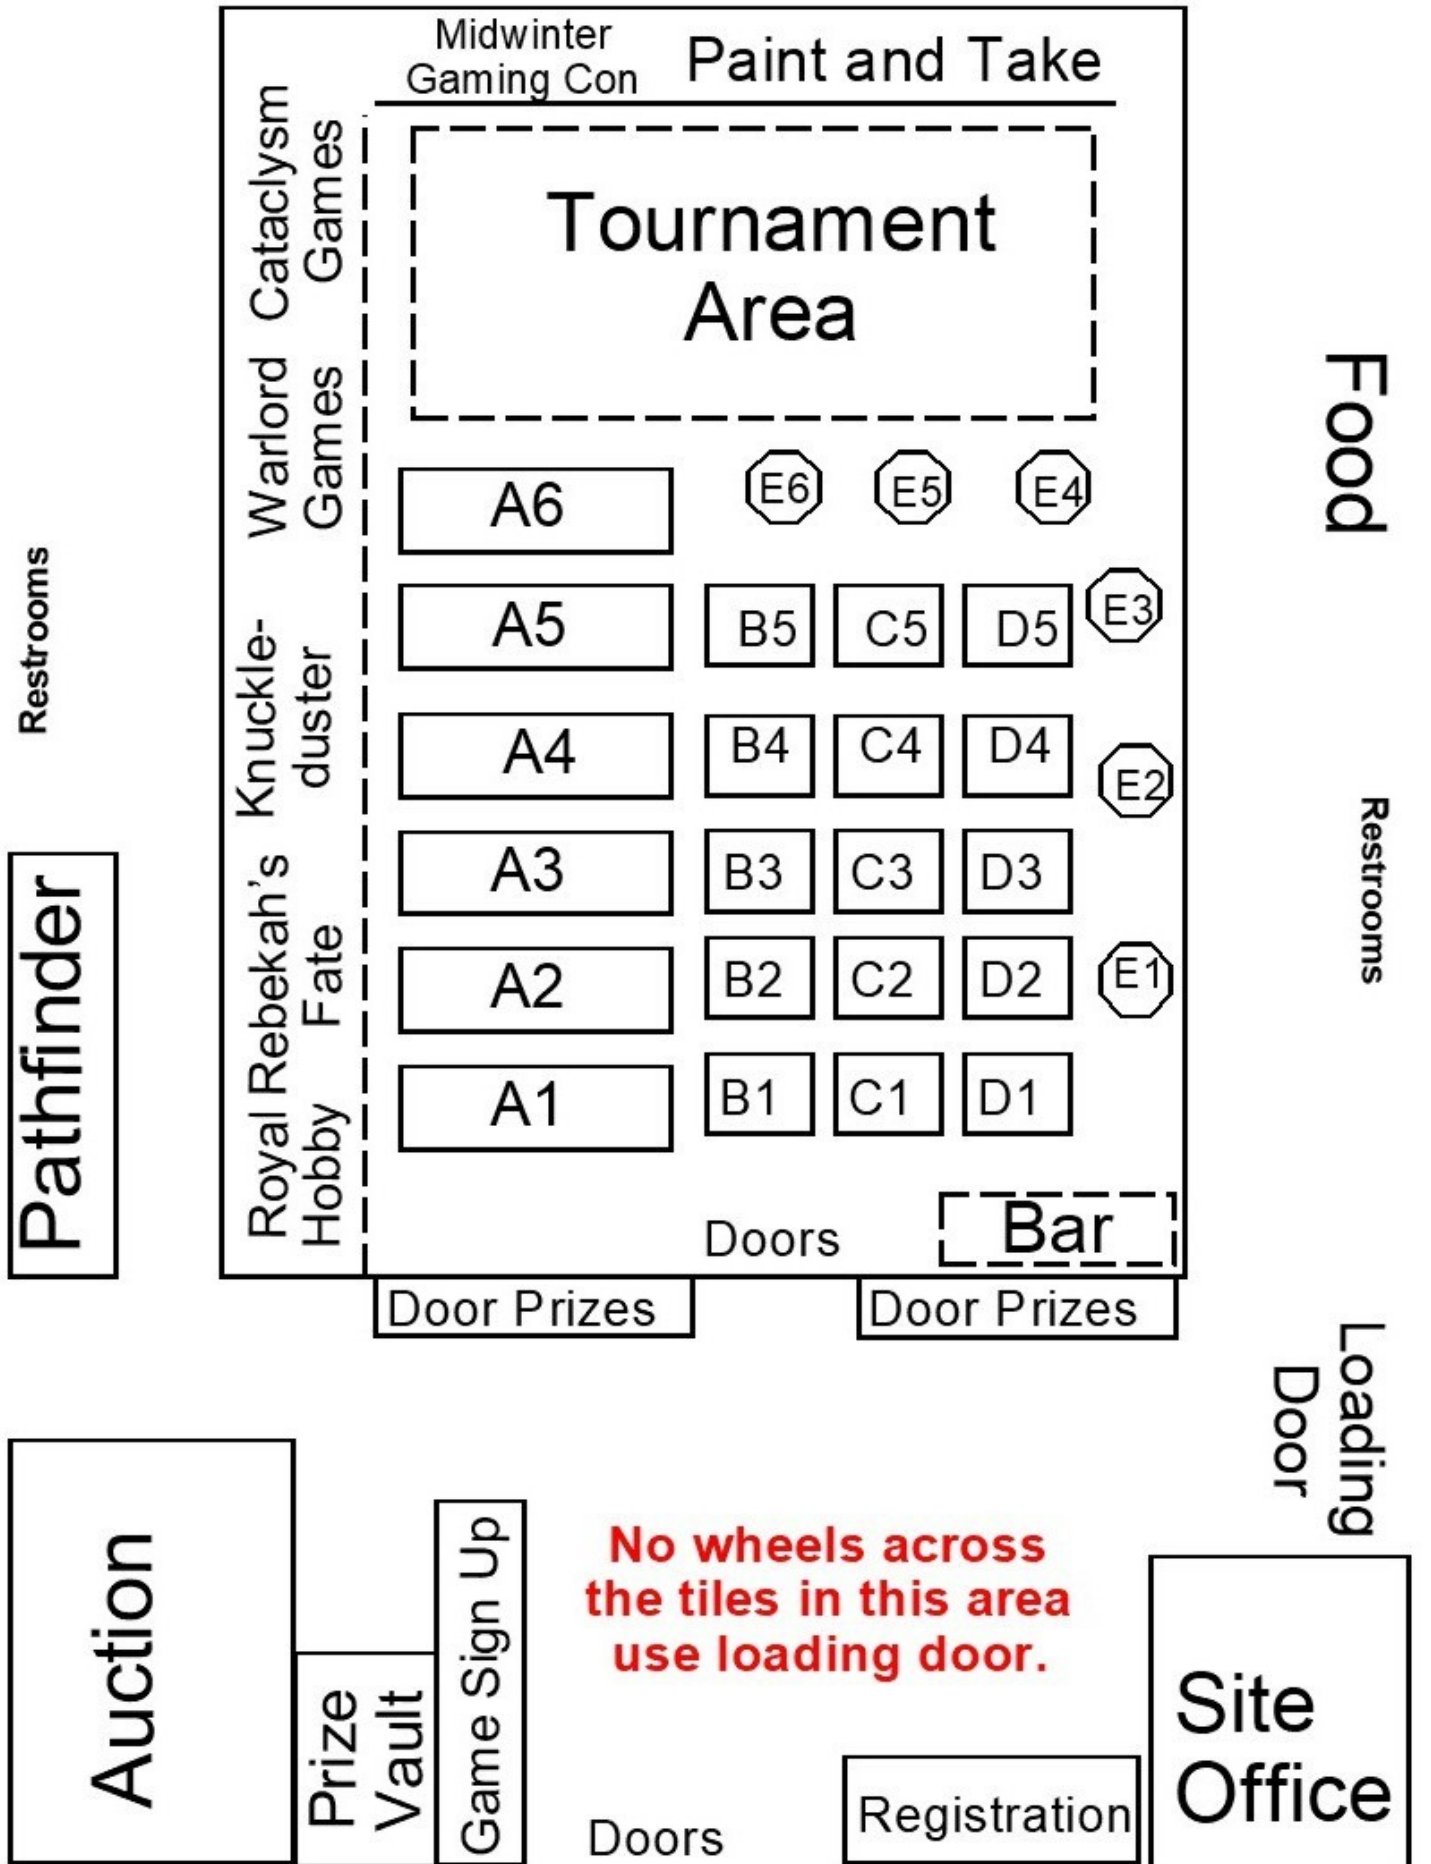 Midwinter
Gaming Con
Paint and Take
Cataclysm
Games
Tournament
Area
Warlord
Games
Food
A6
E6
E5
E4
Restrooms
Knuckle-
duster
A5
B5
C5
D5
E3
A4
B4
C4
D4
E2
Restrooms
Pathfinder
Rebekah's
Fate
A3
B3
C3
D3
A2
B2
C2
D2
E1
Royal
Hobby
A1
B1
C1
D1
Doors
Bar
Door Prizes
Door Prizes
Loading
Door
Auction
Prize
Vault
Game Sign Up
No wheels across
the tiles in this area
use loading door.
Site
Office
Registration
Doors